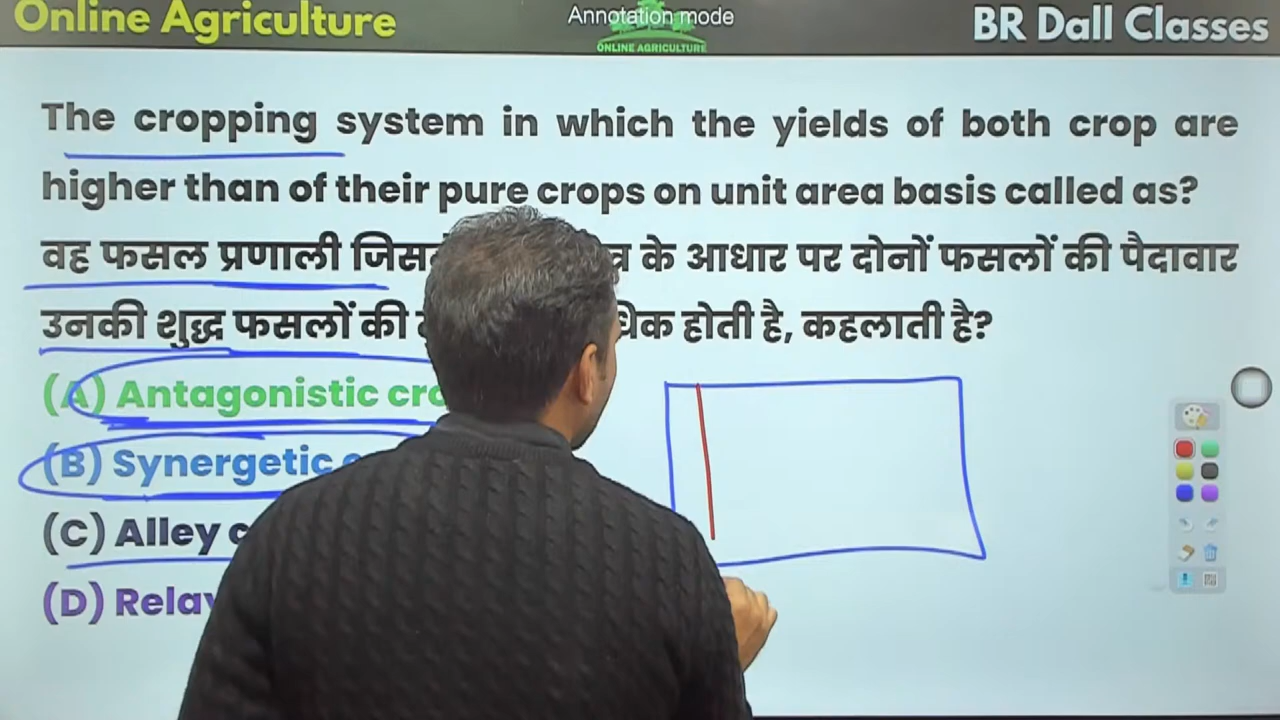 Online Agriculture
Annotation mode
ONLINE AGRICULTURE
BR Dall Classes
The cropping system in which the yields of both crop are
higher than of their pure crops on unit area basis called as?
वह फसल प्रणाली के आधार पर दोनों फसलों की पैदावार
उनकी शुद्ध फसलों की होती है, कहलाती है?
(A) Antagonistic
(B) Synergetic
(C) Alley
(D) Relay